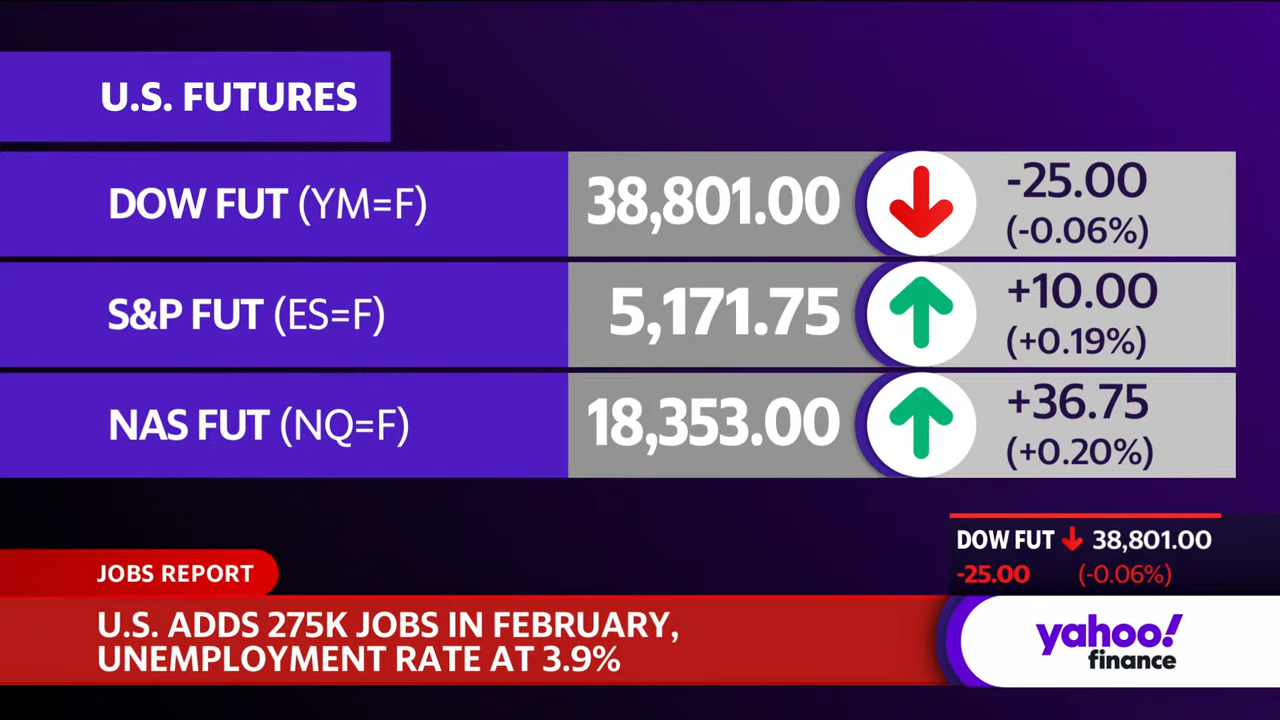 U.S. FUTURES
DOW FUT (YM=F) 38,801.00 -25.00 (-0.06%)
S&P FUT (ES=F) 5,171.75 +10.00 (+0.19%)
NAS FUT (NQ=F) 18,353.00 +36.75 (+0.20%)
DOW FUT 38,801.00
-25.00 (-0.06%)
JOBS REPORT
U.S. ADDS 275K JOBS IN FEBRUARY,
UNEMPLOYMENT RATE AT 3.9%
yahoo!
finance